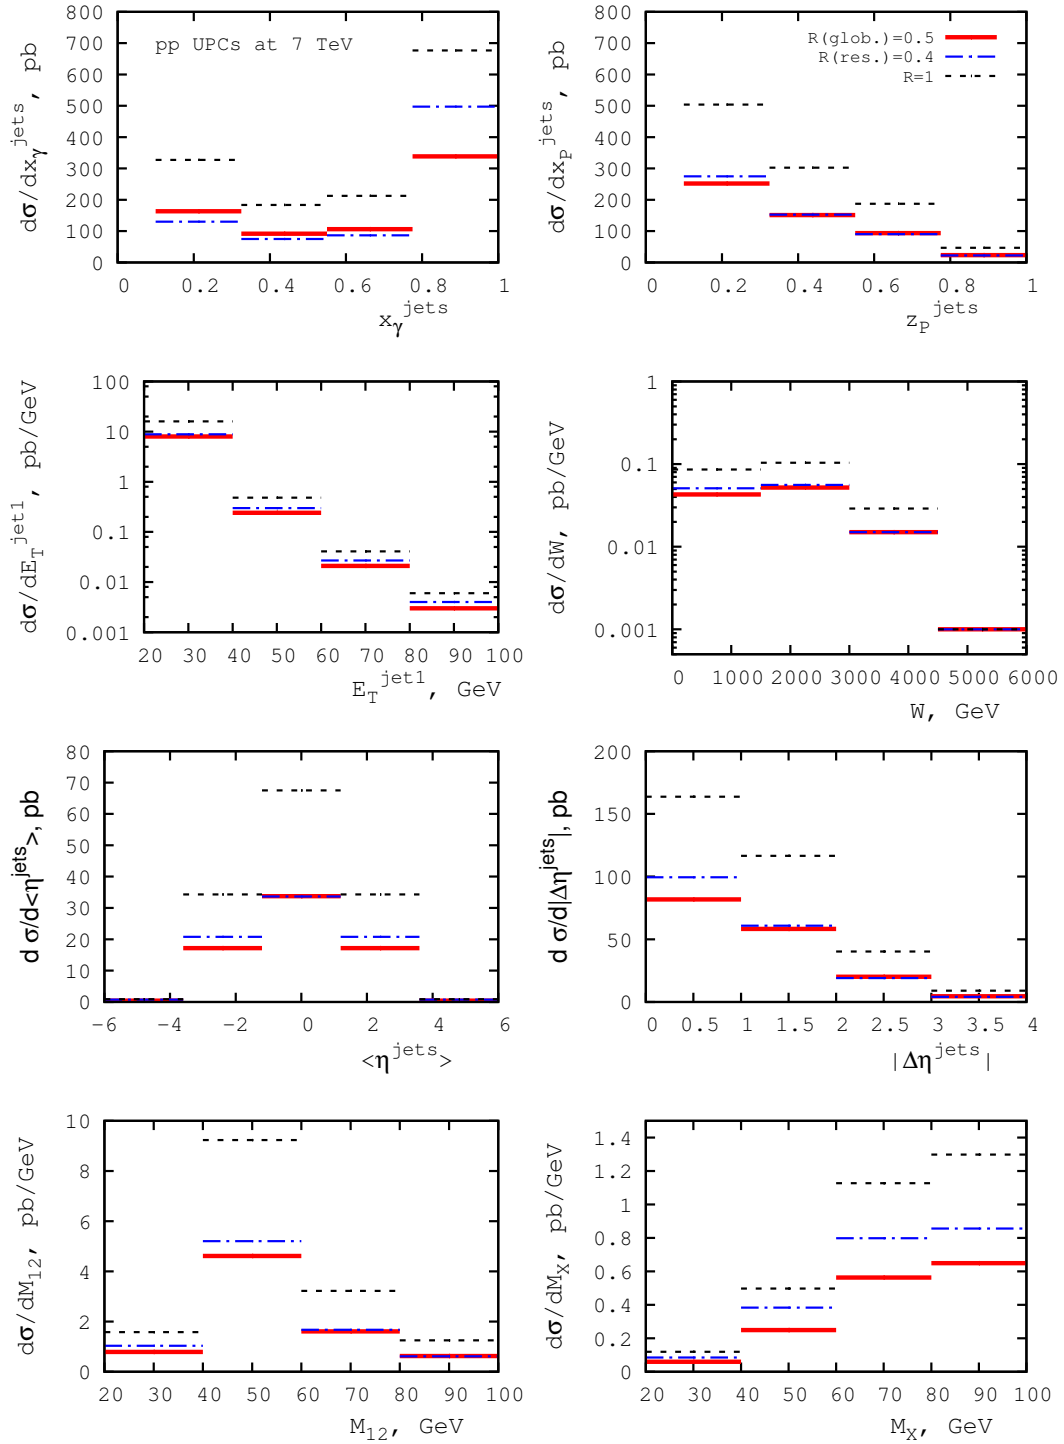 800
700
600
500
400
300
200
100
0
dσ/dx_γ^jets, pb
pp UPCs at 7 TeV
0 0.2 0.4 0.6 0.8 1
x_γ^jets
800
700
600
500
400
300
200
100
0
dσ/dx_P^jets, pb
R(glob.)=0.5
R(res.)=0.4
R=1
0 0.2 0.4 0.6 0.8 1
z_P^jets
100
10
1
0.1
0.01
0.001
dσ/dE_T^jet1, pb/GeV
20 30 40 50 60 70 80 90 100
E_T^jet1, GeV
1
0.1
0.01
0.001
dσ/dW, pb/GeV
0 1000 2000 3000 4000 5000 6000
W, GeV
80
70
60
50
40
30
20
10
0
d σ/d<η^jets>, pb
-6 -4 -2 0 2 4 6
<η^jets>
200
150
100
50
0
d σ/d|Δη^jets|, pb
0 0.5 1 1.5 2 2.5 3 3.5 4
|Δη^jets|
10
8
6
4
2
0
dσ/dM_12, pb/GeV
20 30 40 50 60 70 80 90 100
M_12, GeV
1.4
1.2
1
0.8
0.6
0.4
0.2
0
dσ/dM_X, pb/GeV
20 30 40 50 60 70 80 90 100
M_X, GeV